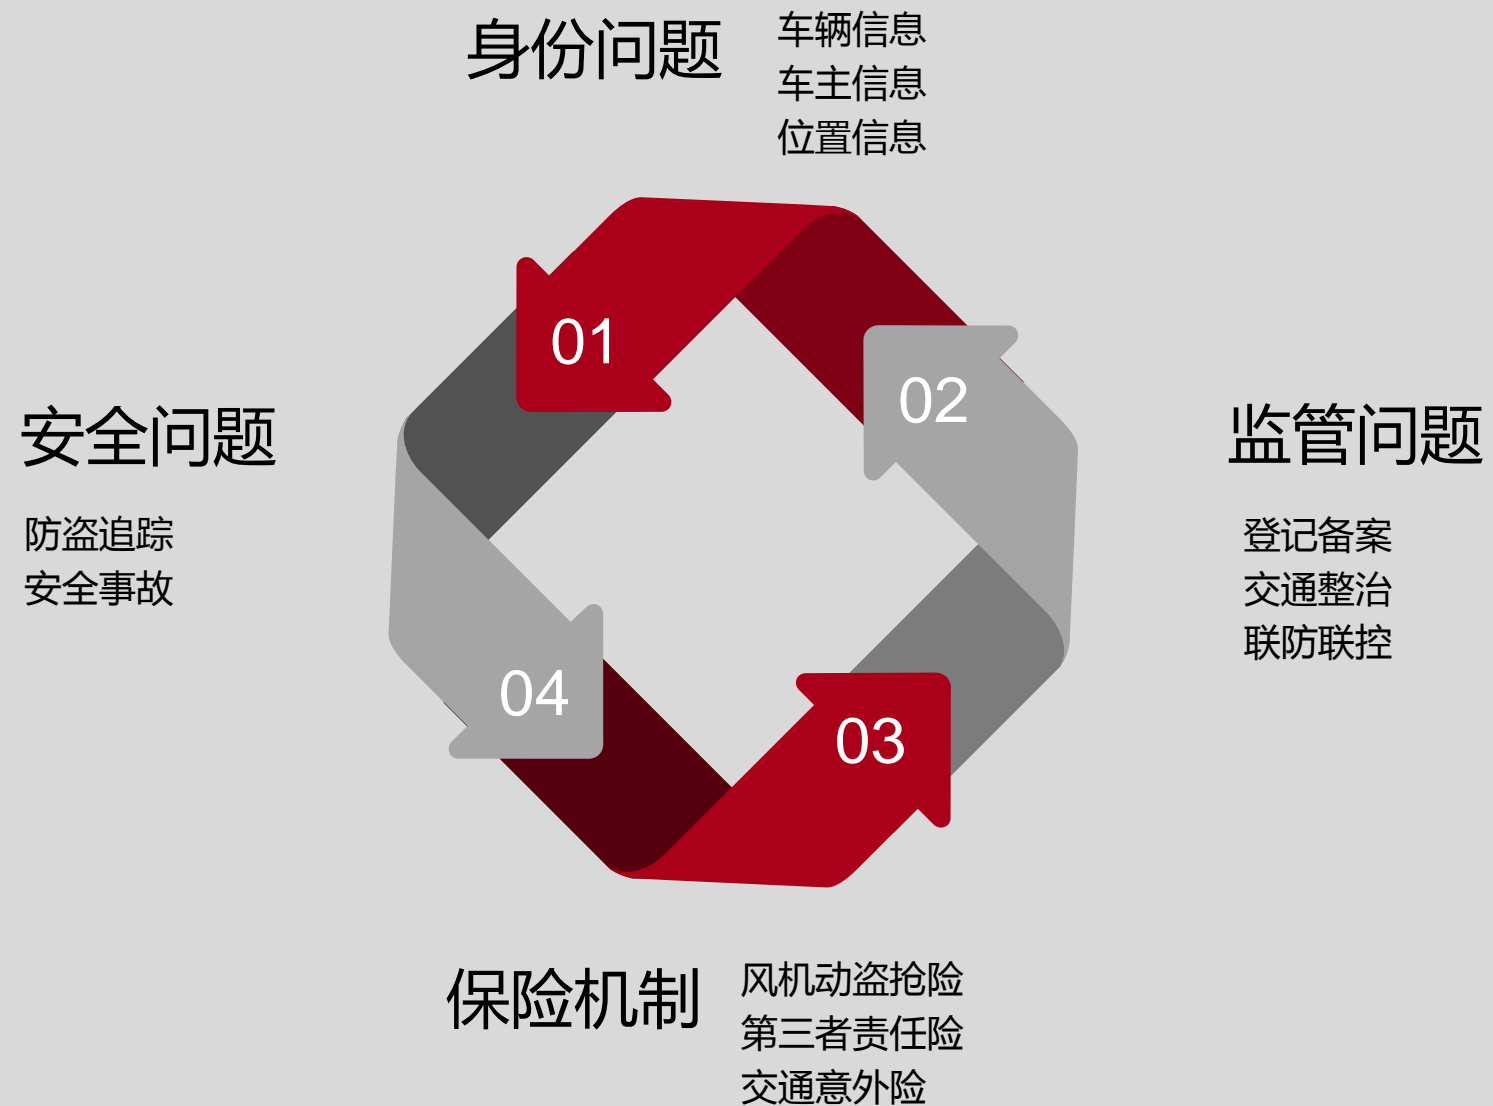 身份问题
车辆信息
车主信息
位置信息
01
02
安全问题
防盗追踪
安全事故
监管问题
登记备案
交通整治
联防联控
04
03
保险机制
风机动盗抢险
第三者责任险
交通意外险